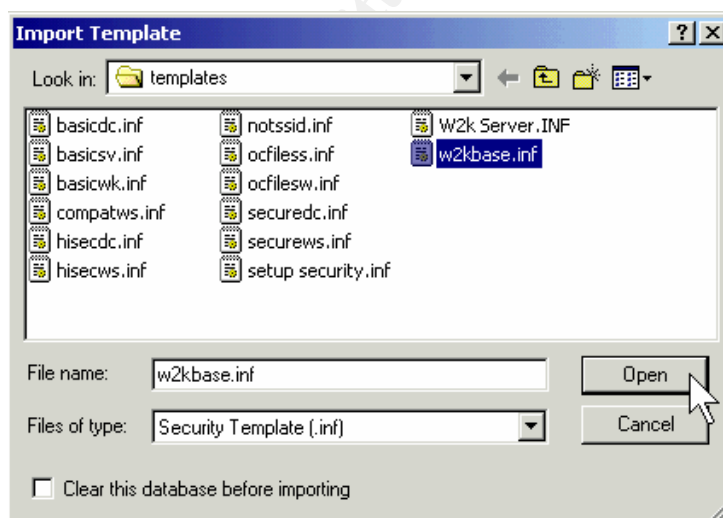 Import Template
Look in: templates
basicdc.inf notssid.inf W2k Server.INF
basicsv.inf ocfiless.inf w2kbase.inf
basicwk.inf ocfilesw.inf
compatws.inf securedc.inf
hisecdc.inf securews.inf
hisecws.inf setup security.inf
File name: w2kbase.inf Open
Files of type: Security Template (.inf) Cancel
Clear this database before importing